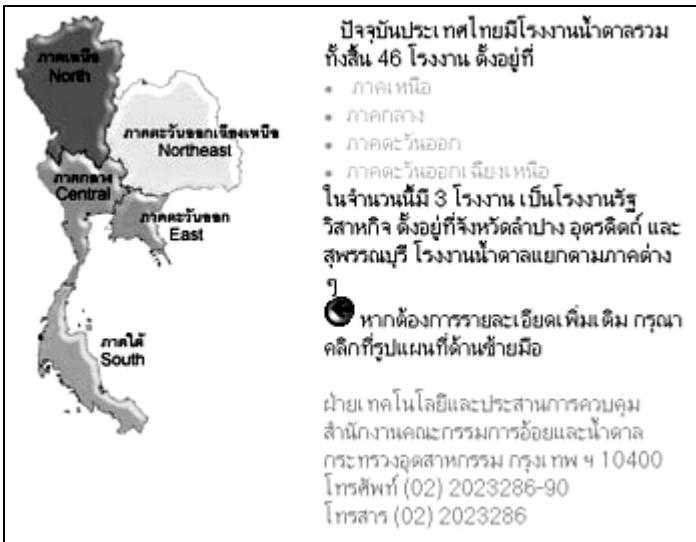 ภาคเหนือ
North
ภาคตะวันออกเฉียงเหนือ
Northeast
ภาคกลาง
Central
ภาคตะวันออก
East
ภาคใต้
South
ปัจจุบันประเทศไทยมีโรงงานน้ำตาลรวม
ทั้งสิ้น 46 โรงงาน ตั้งอยู่ที่
• ภาคเหนือ
• ภาคกลาง
• ภาคตะวันออก
• ภาคตะวันออกเฉียงเหนือ
ในจำนวนนี้มี 3 โรงงาน เป็นโรงงานรัฐ
วิสาหกิจ ตั้งอยู่ที่จังหวัดลำปาง อุตรดิตถ์ และ
สุพรรณบุรี โรงงานน้ำตาลแยกตามภาคต่าง
ๆ
หากต้องการรายละเอียดเพิ่มเติม กรุณา
คลิกที่รูปแผนที่ด้านซ้ายมือ
ฝ่ายเทคโนโลยีและประสานการควบคุม
สำนักงานคณะกรรมการอ้อยและน้ำตาล
กระทรวงอุตสาหกรรม กรุงเทพ ฯ 10400
โทรศัพท์ (02) 2023286-90
โทรสาร (02) 2023286